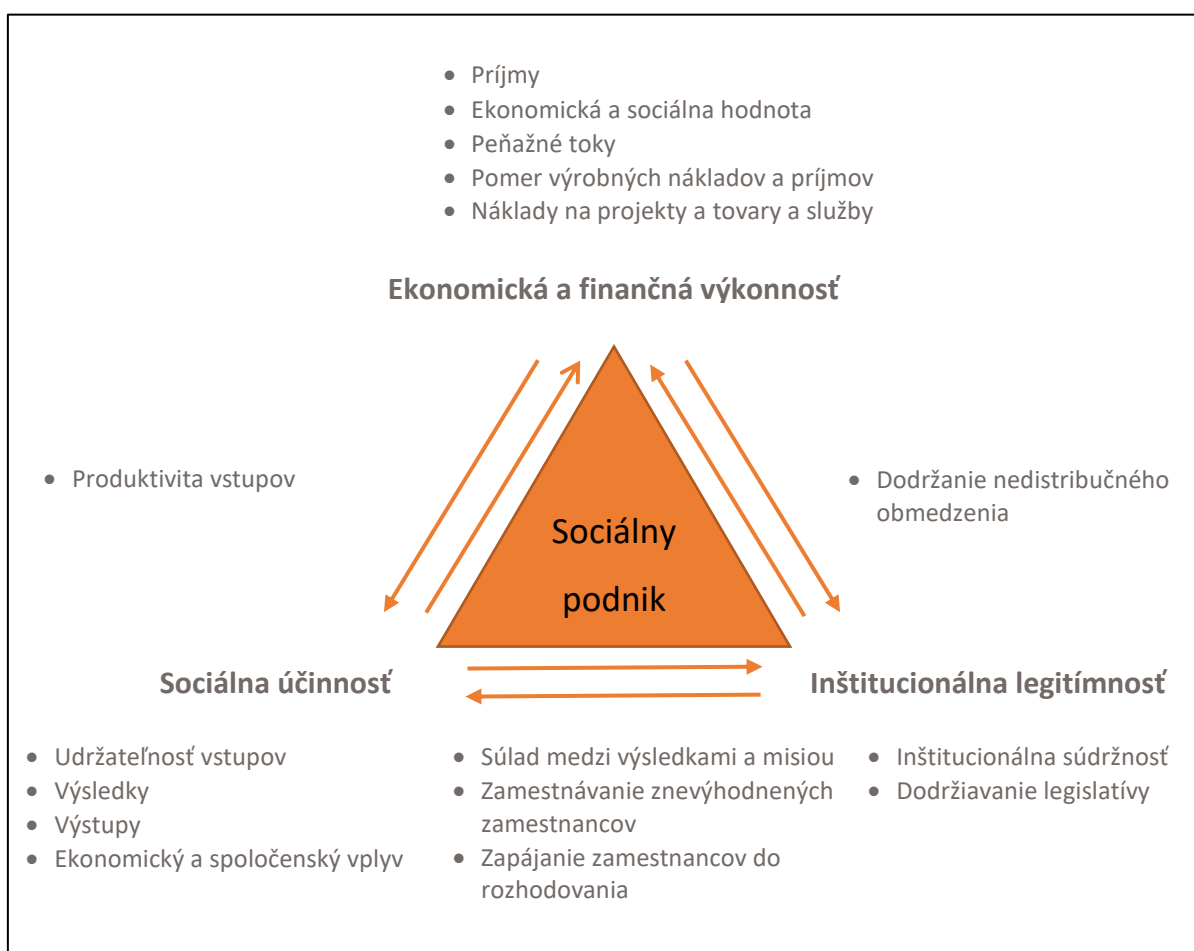 • Príjmy
• Ekonomická a sociálna hodnota
• Peňažné toky
• Pomer výrobných nákladov a príjmov
• Náklady na projekty a tovary a služby
Ekonomická a finančná výkonnosť
• Produktivita vstupov
• Dodržanie nedistribučného
obmedzenia
Sociálny
podnik
Sociálna účinnosť
Inštitucionálna legitímnosť
• Udržateľnosť vstupov
• Výsledky
• Výstupy
• Ekonomický a spoločenský vplyv
• Súlad medzi výsledkami a misiou
• Zamestnávanie znevýhodnených
zamestnancov
• Zapájanie zamestnancov do
rozhodovania
• Inštitucionálna súdržnosť
• Dodržiavanie legislatívy